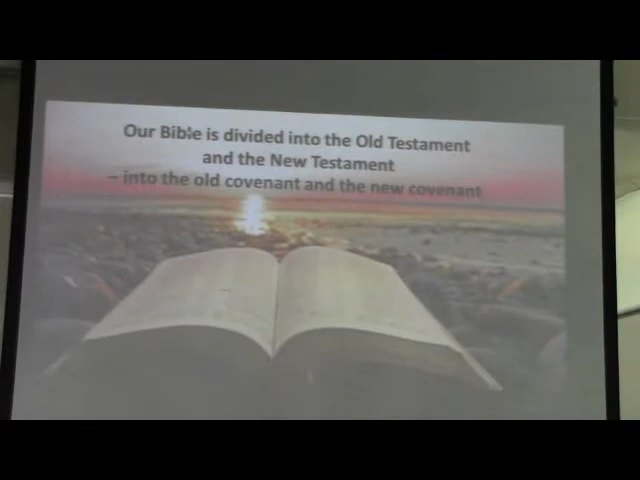 Our Bible is divided into the Old Testament
and the New Testament
– into the old covenant and the new covenant